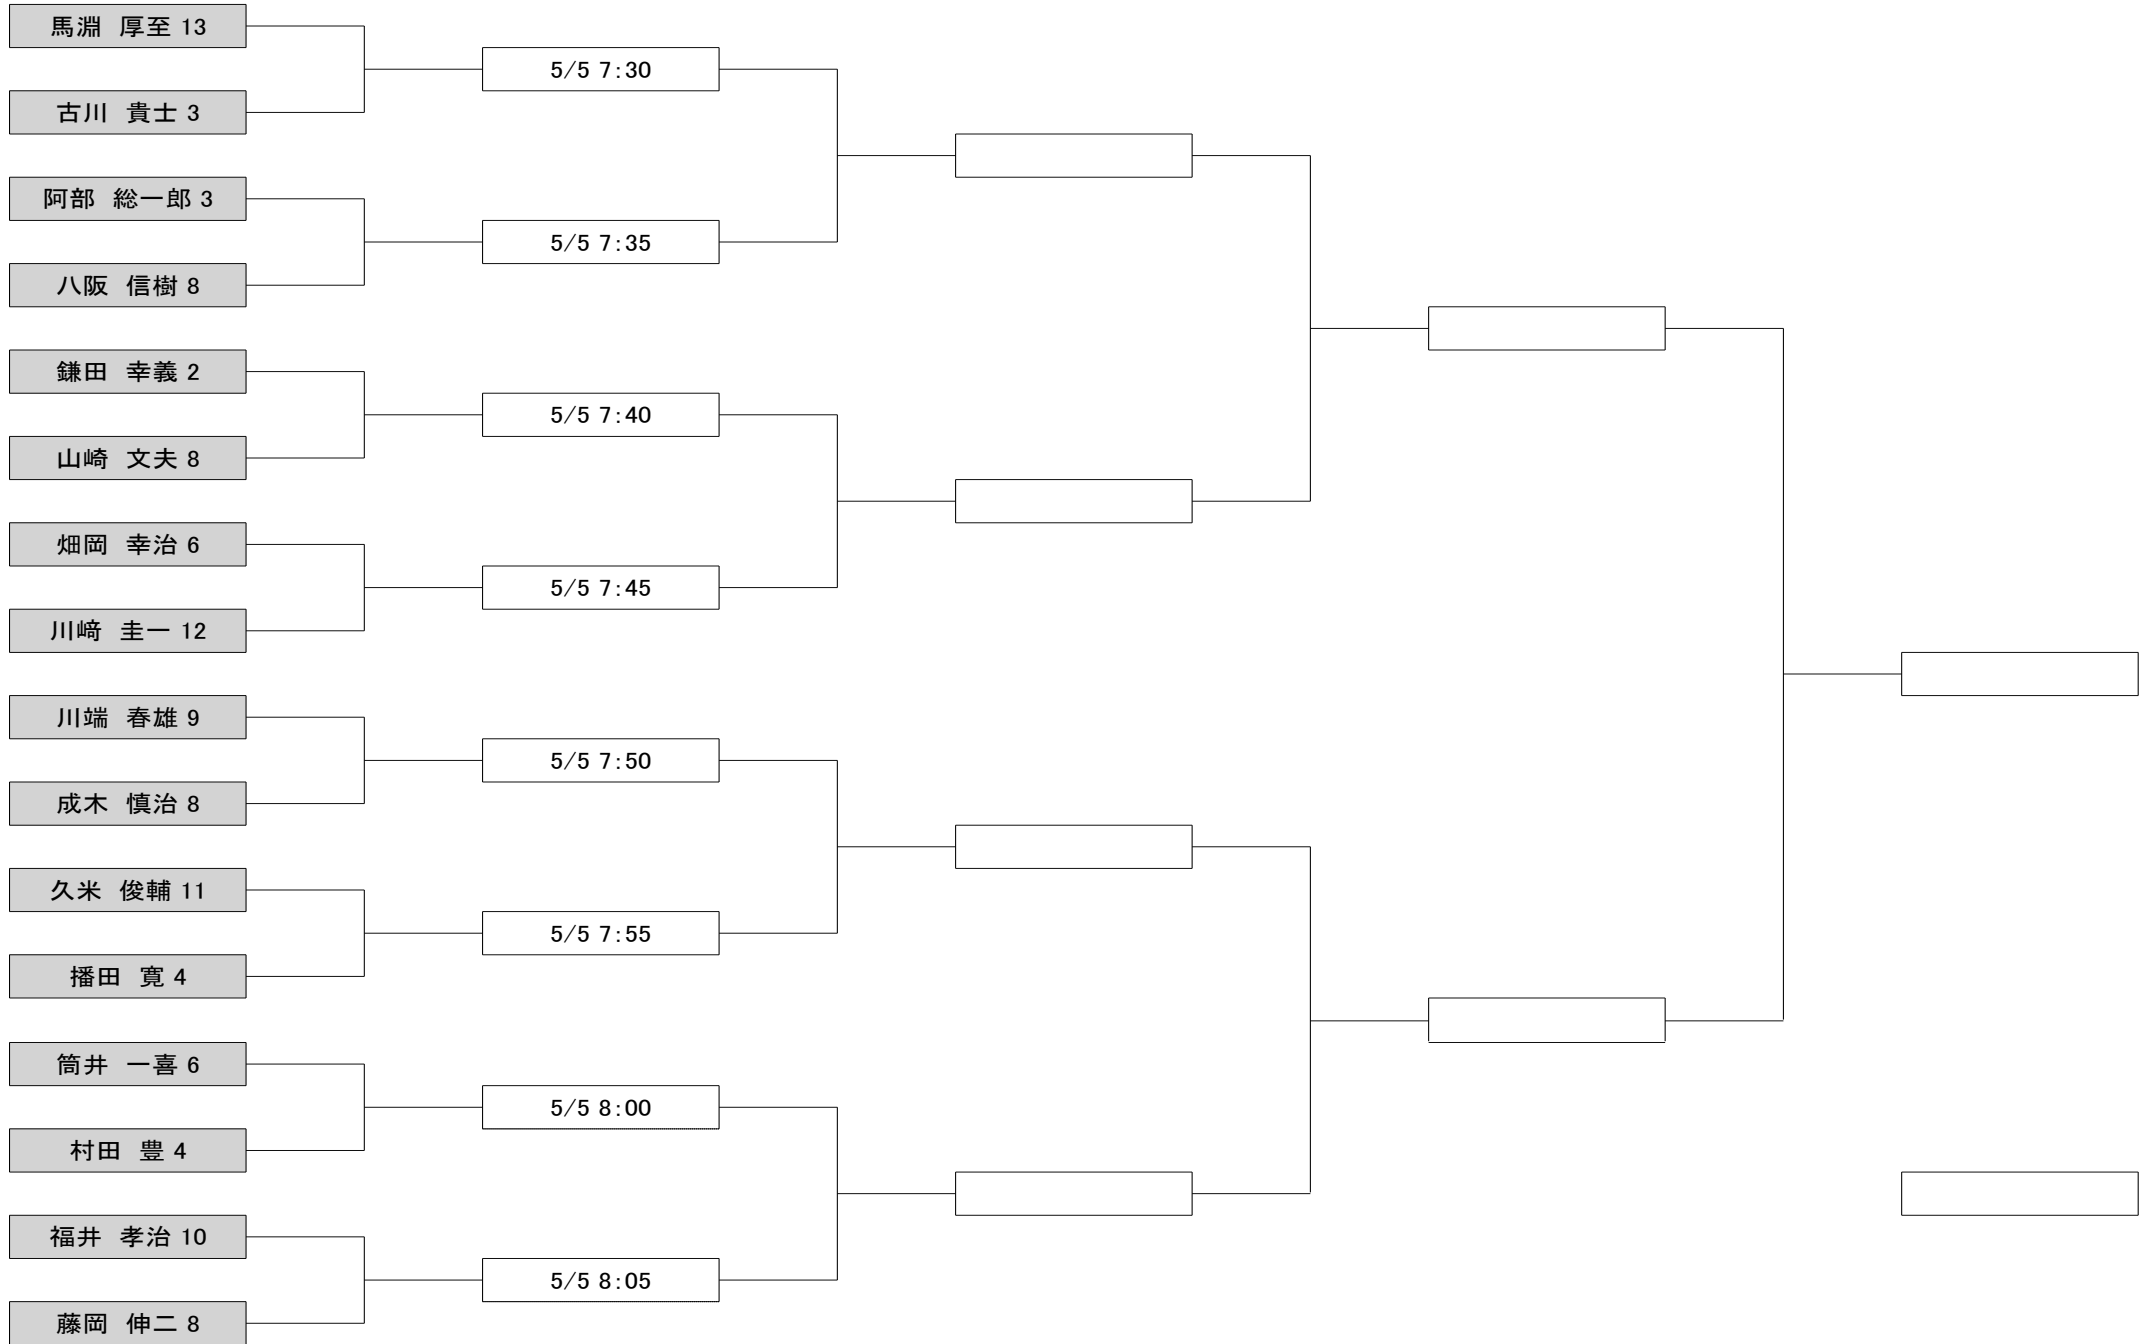 馬淵　厚至 13
5/5 7:30
古川　貴士 3
阿部　総一郎 3
5/5 7:35
八阪　信樹 8
鎌田　幸義 2
5/5 7:40
山崎　文夫 8
畑岡　幸治 6
5/5 7:45
川﨑　圭一 12
川端　春雄 9
5/5 7:50
成木　慎治 8
久米　俊輔 11
5/5 7:55
播田　寛 4
筒井　一喜 6
5/5 8:00
村田　豊 4
福井　孝治 10
5/5 8:05
藤岡　伸二 8